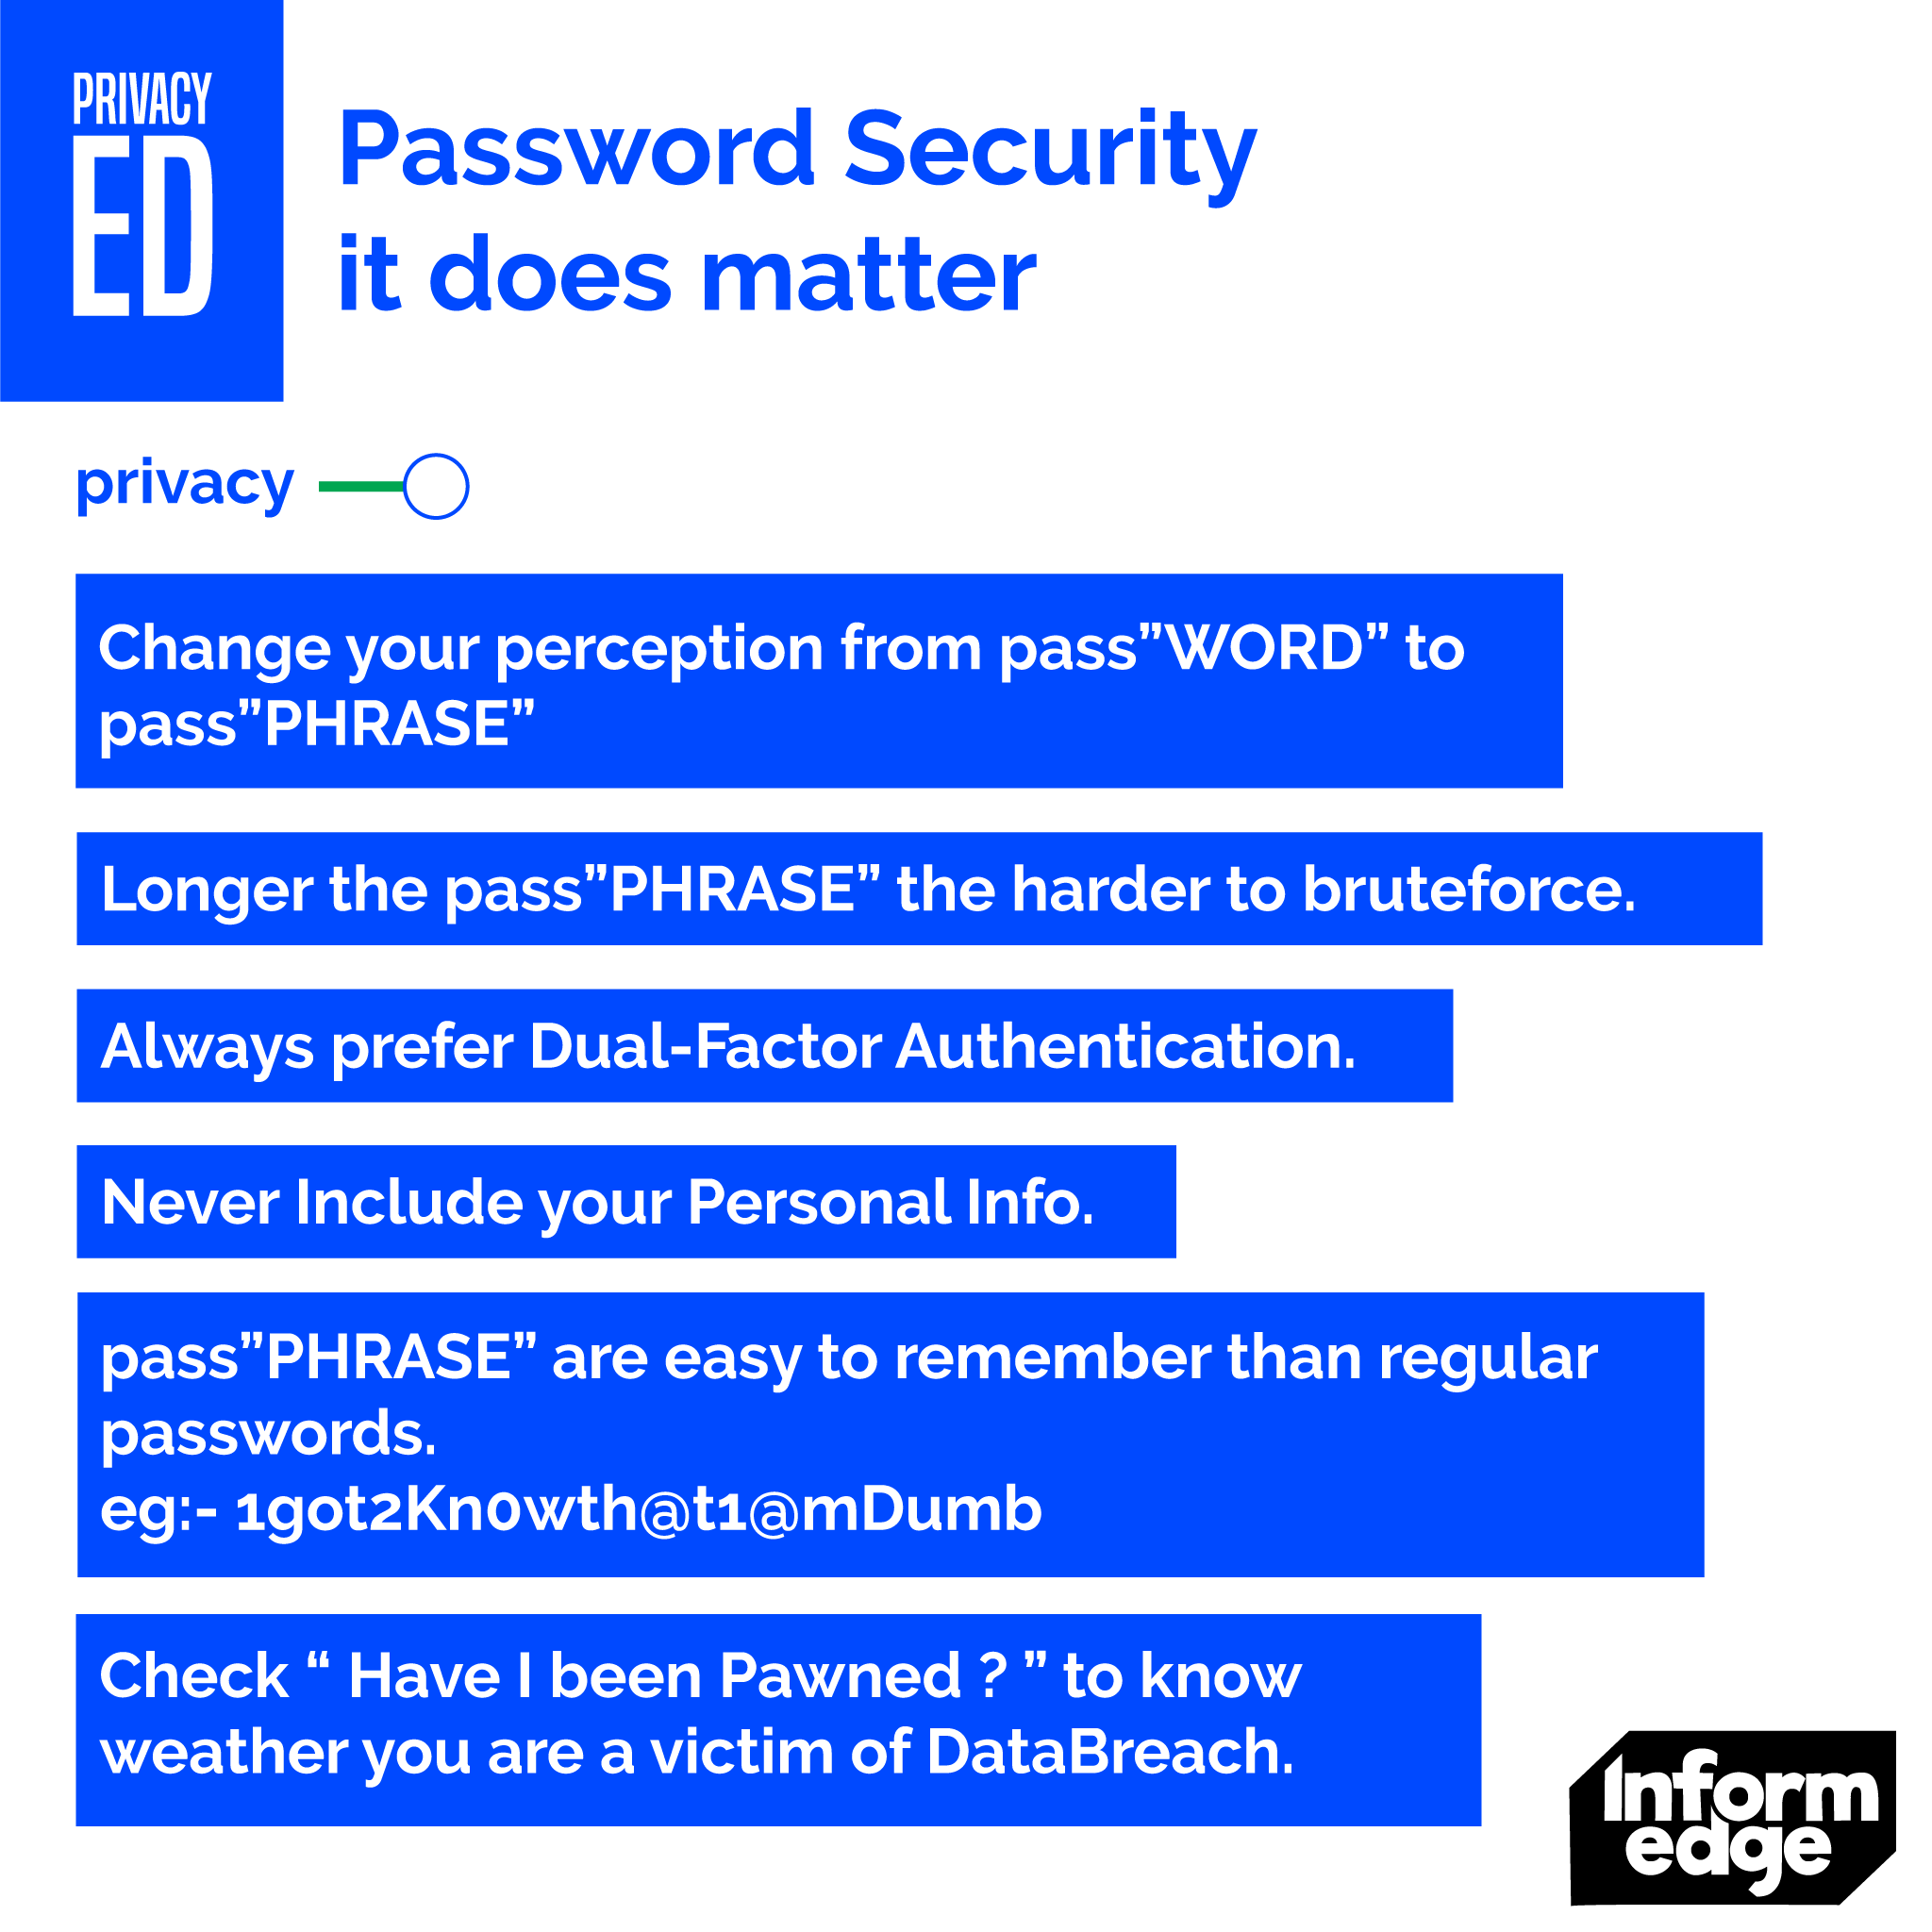 PRIVACY
ED
Password Security
it does matter
privacy
Change your perception from pass”WORD” to
pass”PHRASE”
Longer the pass”PHRASE” the harder to bruteforce.
Always prefer Dual-Factor Authentication.
Never Include your Personal Info.
pass”PHRASE” are easy to remember than regular
passwords.
eg:- 1got2Kn0wth@t1@mDumb
Check “ Have I been Pawned ? ” to know
weather you are a victim of DataBreach.
Inform
edge